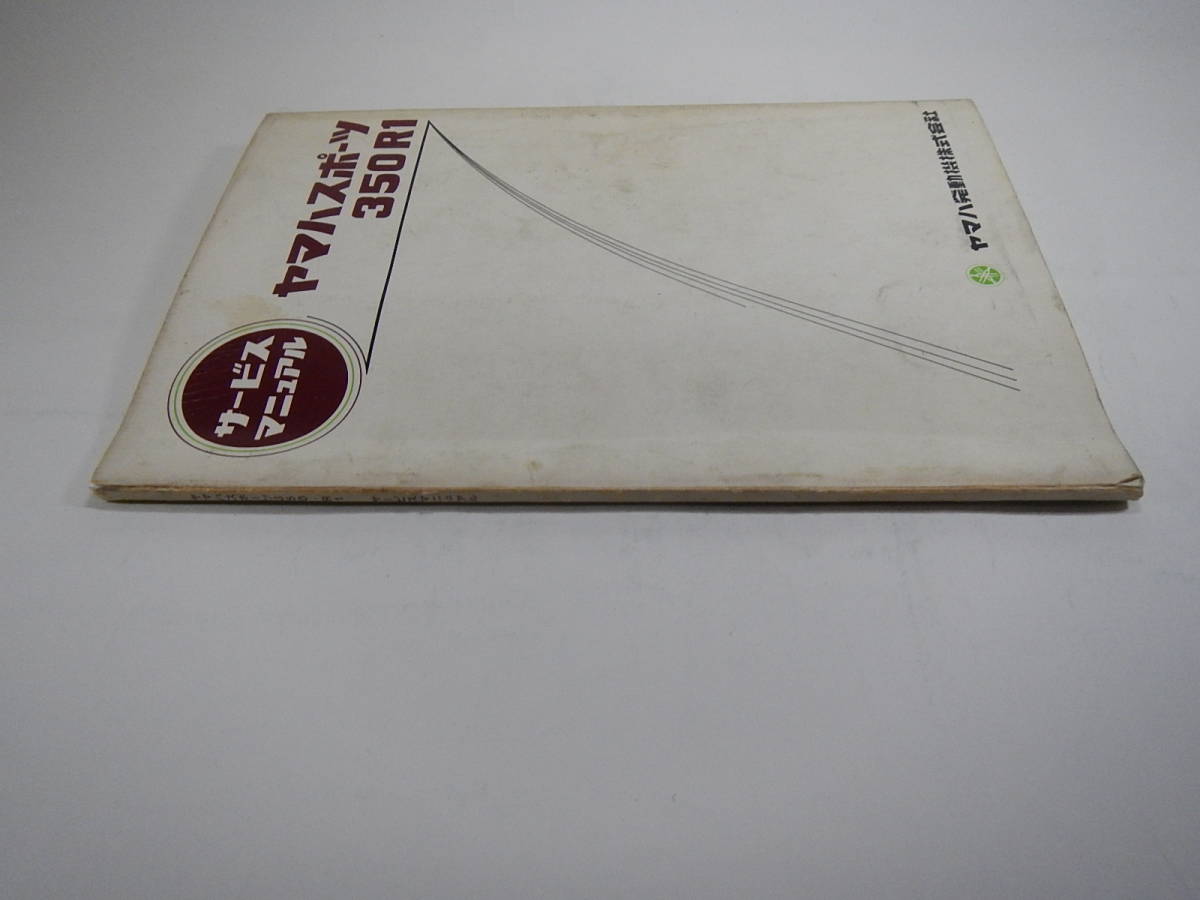 ヤマハスポーツ
350R1
サービス
マニュアル
ヤマハ発動機株式会社